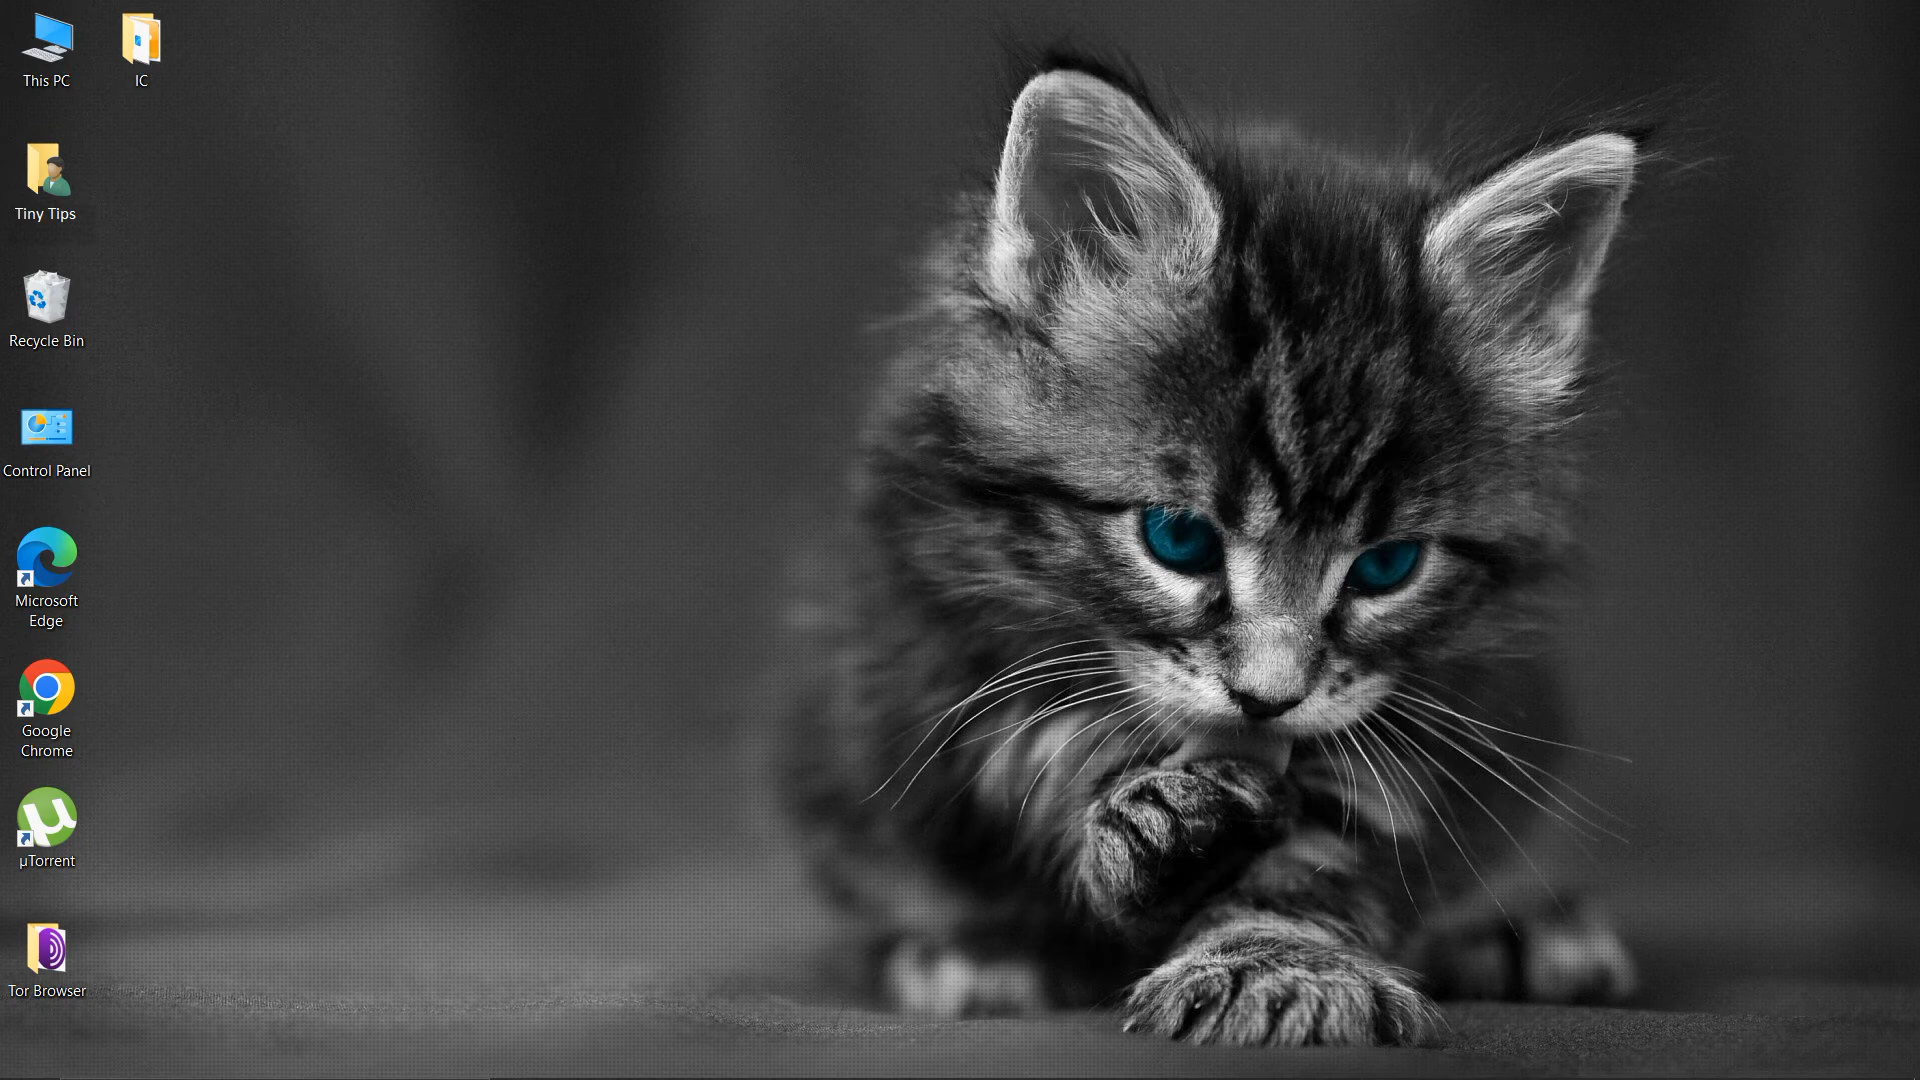 This PC
IC
Tiny Tips
Recycle Bin
Control Panel
Microsoft
Edge
Google
Chrome
µTorrent
Tor Browser